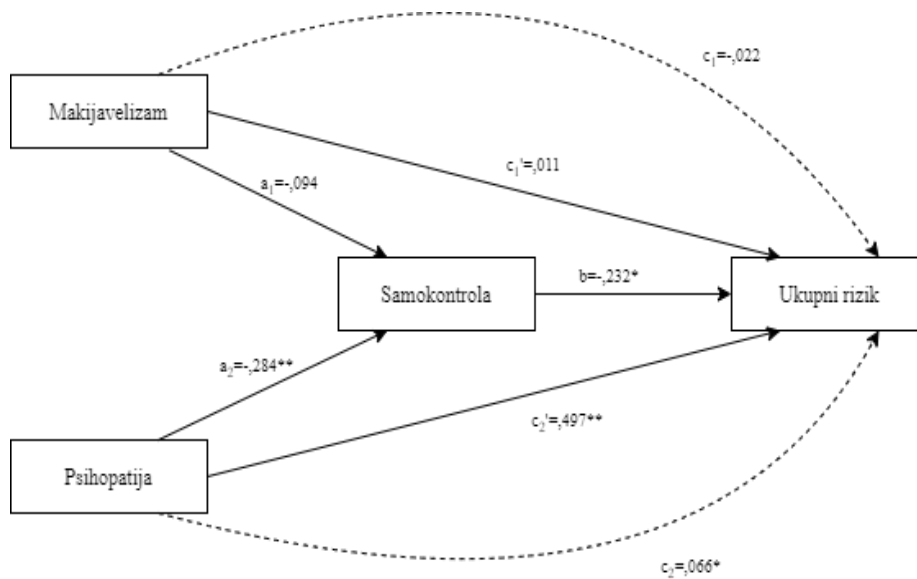 c₁=-,022
Makijavelizam
c₁'=,011
a₁=-,094
Samokontrola
b=-,232*
Ukupni rizik
a₂=-,284**
c₂'=,497**
Psihopatija
c₂=,066*